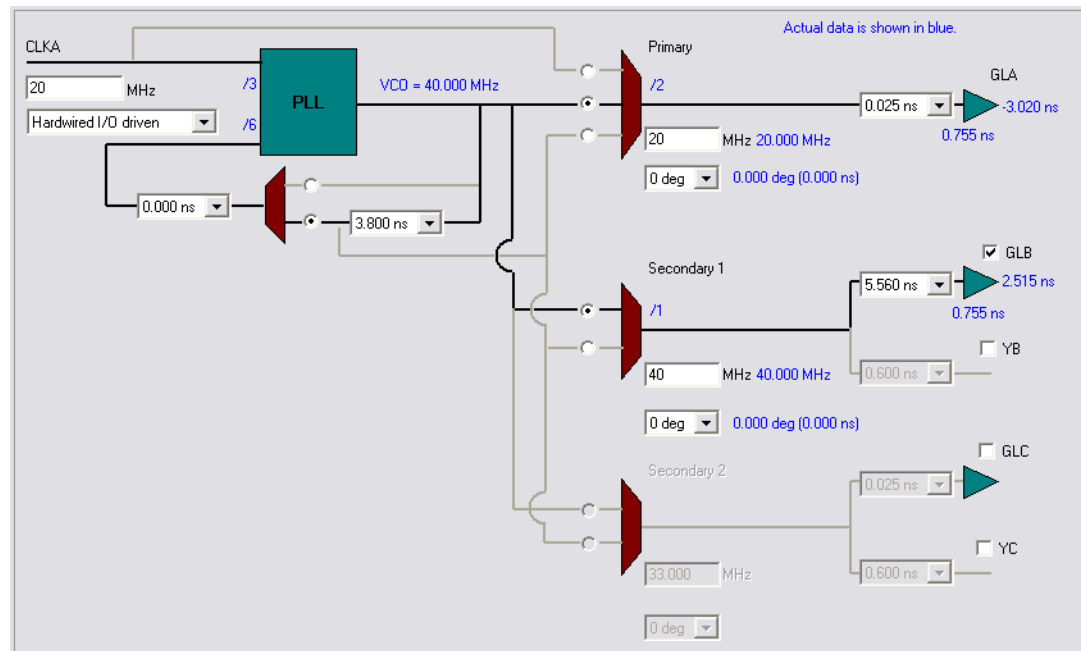 Actual data is shown in blue.
CLKA
20 MHz
Hardwired I/O driven
/3
/6
PLL
VCO = 40.000 MHz
0.000 ns
3.800 ns
Primary
/2
20 MHz 20.000 MHz
0 deg 0.000 deg (0.000 ns)
0.025 ns
GLA
-3.020 ns
0.755 ns
Secondary 1
/1
40 MHz 40.000 MHz
0 deg 0.000 deg (0.000 ns)
5.560 ns
GLB
2.515 ns
0.755 ns
YB
0.600 ns
Secondary 2
33.000 MHz
0 deg
GLC
0.025 ns
YC
0.600 ns